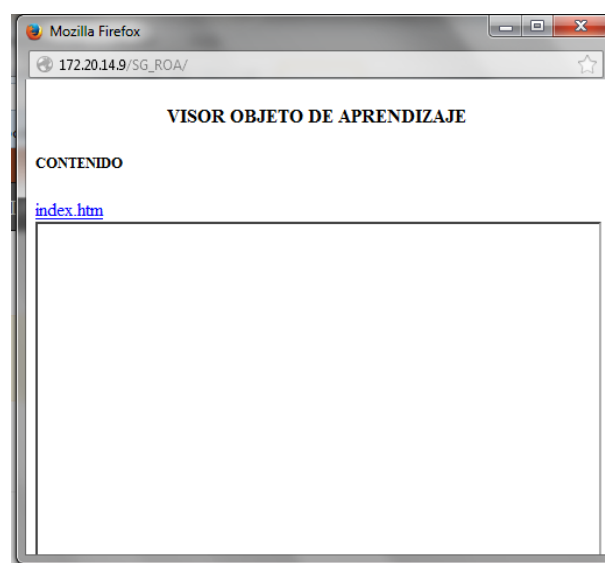 Mozilla Firefox
172.20.14.9/SG_ROA/
VISOR OBJETO DE APRENDIZAJE
CONTENIDO
index.htm